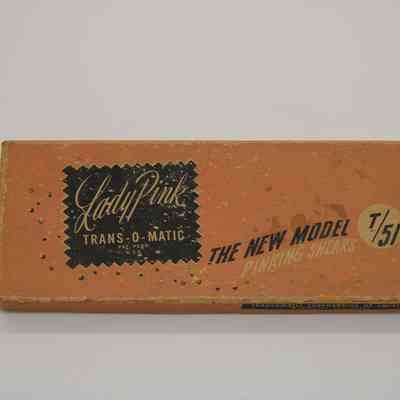 Lady Pink
TRANS-O-MATIC
THE NEW MODEL
PINKING SHEARS
T/51